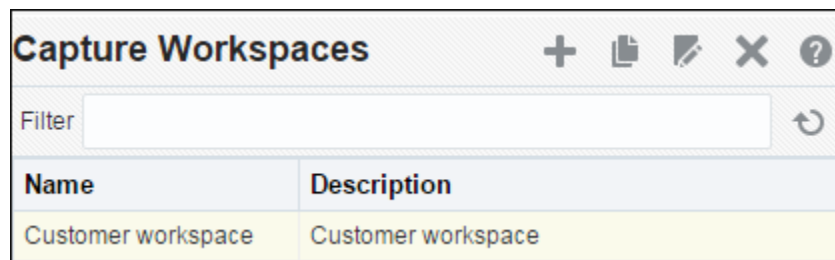 Capture Workspaces
Filter
Name Description
Customer workspace Customer workspace